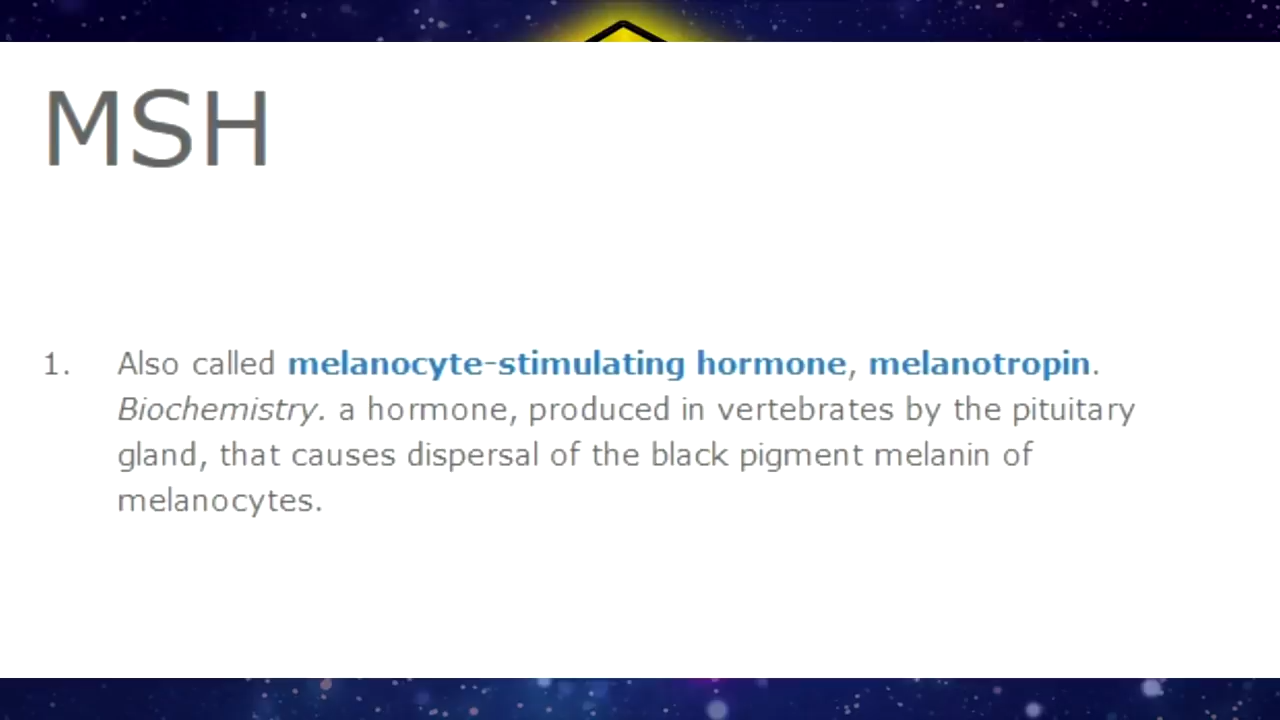 MSH
1. Also called melanocyte-stimulating hormone, melanotropin.
Biochemistry. a hormone, produced in vertebrates by the pituitary
gland, that causes dispersal of the black pigment melanin of
melanocytes.